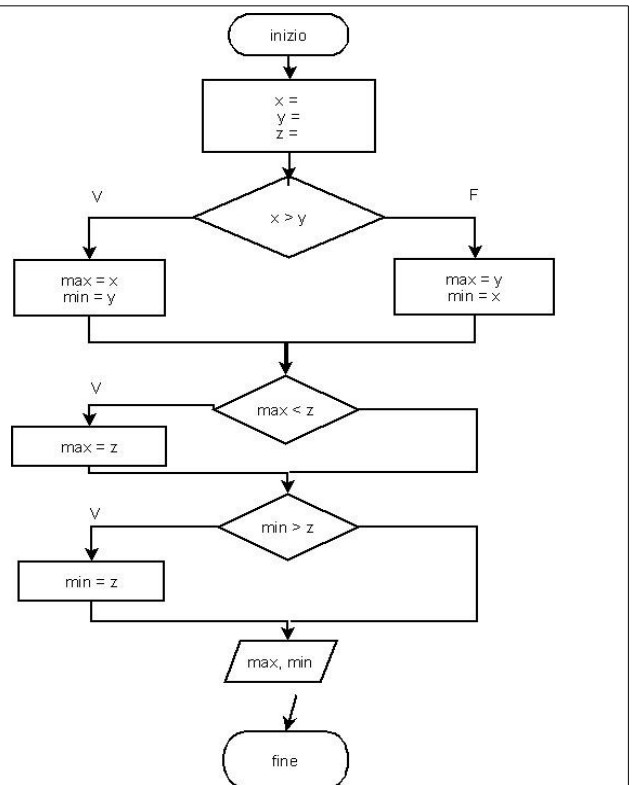 inizio
x =
y =
z =
V
F
x > y
max = x
min = y
max = y
min = x
V
max < z
max = z
V
min > z
min = z
max, min
fine